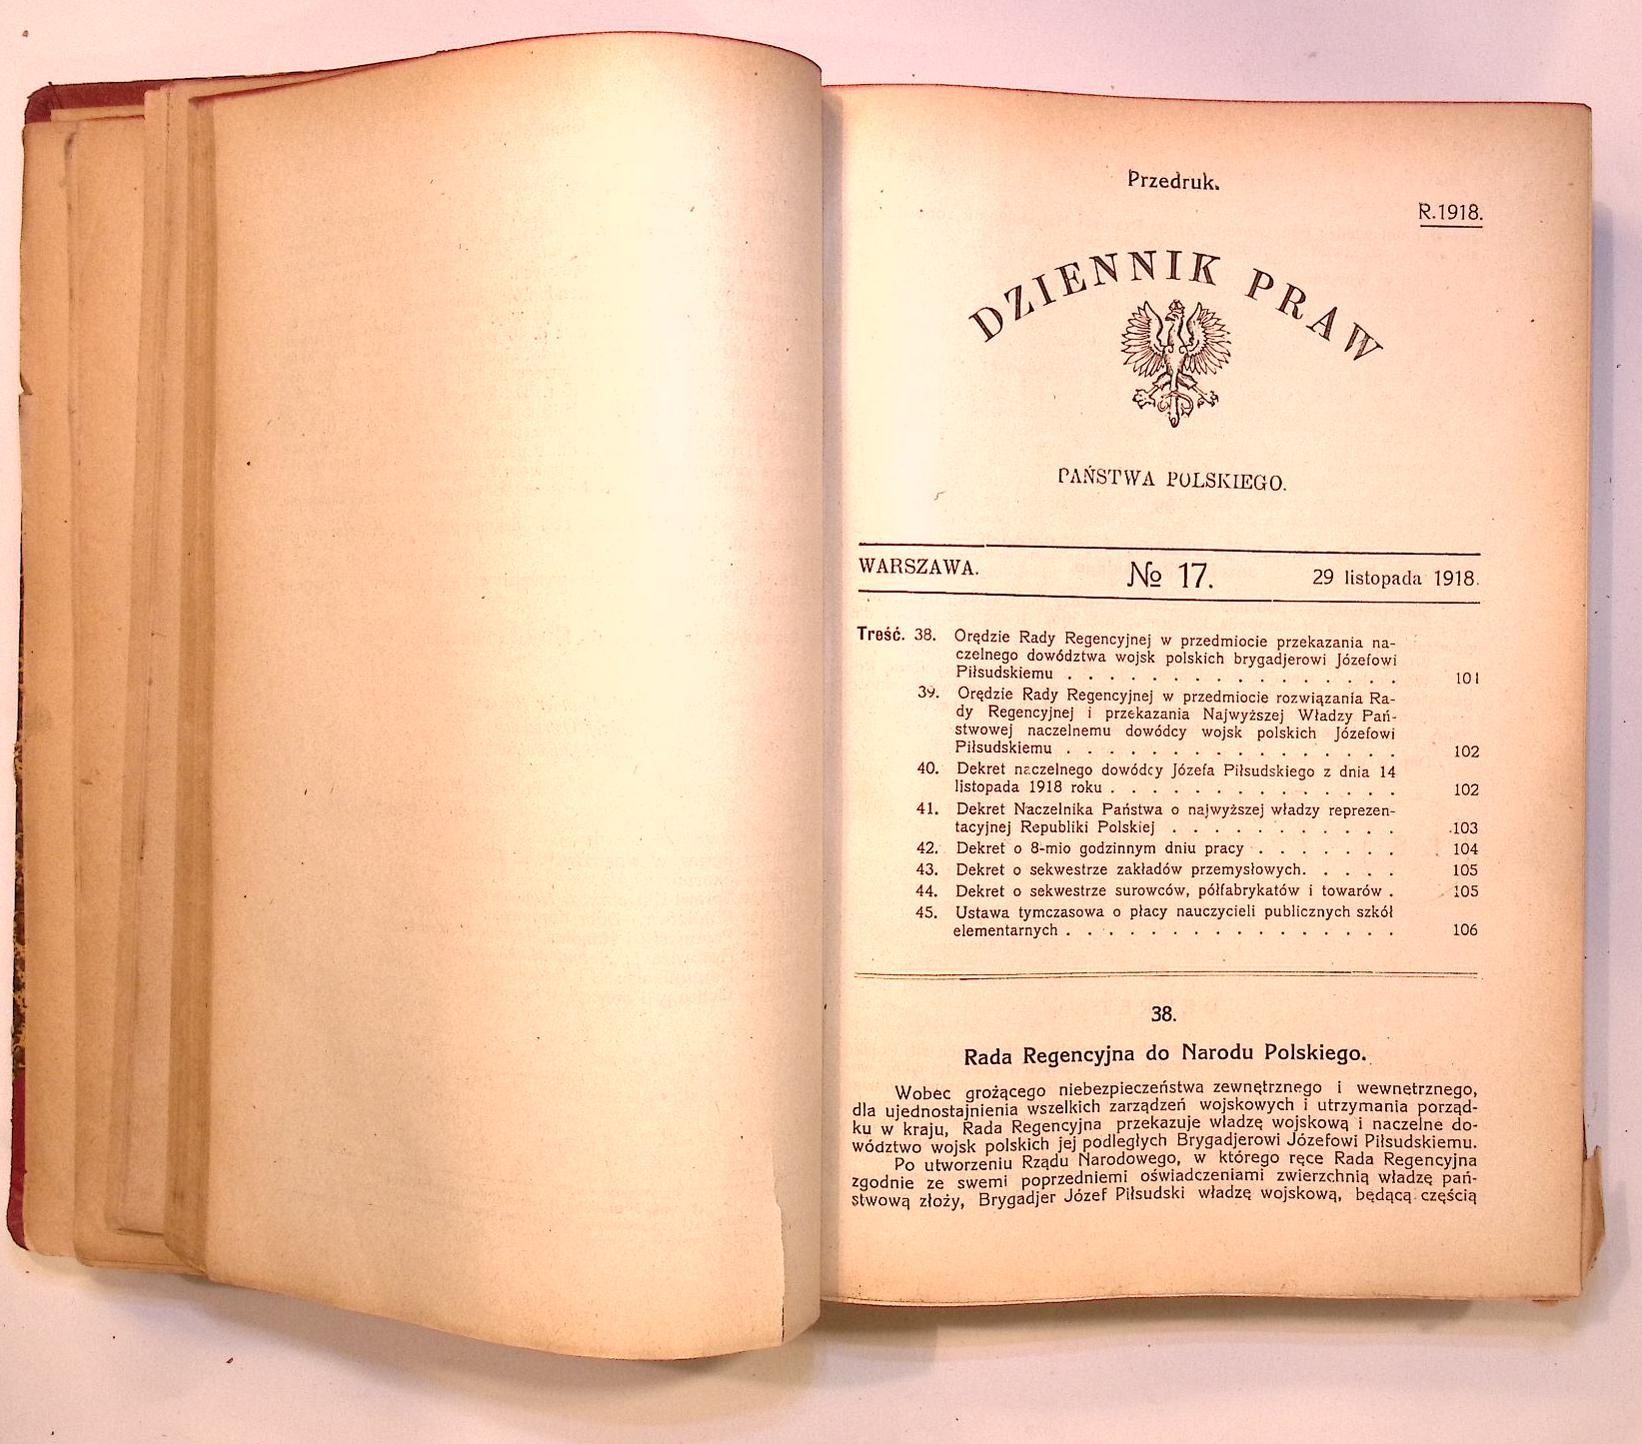 Przedruk.
R.1918.
DZIENNIK PRAW
PAŃSTWA POLSKIEGO.
WARSZAWA. № 17. 29 listopada 1918.
Treść. 38. Orędzie Rady Regencyjnej w przedmiocie przekazania na-
czelnego dowództwa wojsk polskich brygadjerowi Józefowi
Piłsudskiemu . . . . . . . . . . . . . . . . 101
39. Orędzie Rady Regencyjnej w przedmiocie rozwiązania Ra-
dy Regencyjnej i przekazania Najwyższej Władzy Pań-
stwowej naczelnemu dowódcy wojsk polskich Józefowi
Piłsudskiemu . . . . . . . . . . . . . . . . 102
40. Dekret naczelnego dowódcy Józefa Piłsudskiego z dnia 14
listopada 1918 roku . . . . . . . . . . . . . . 102
41. Dekret Naczelnika Państwa o najwyższej władzy reprezen-
tacyjnej Republiki Polskiej . . . . . . . . . . . 103
42. Dekret o 8-mio godzinnym dniu pracy . . . . . . . 104
43. Dekret o sekwestrze zakładów przemysłowych. . . . . 105
44. Dekret o sekwestrze surowców, półfabrykatów i towarów . 105
45. Ustawa tymczasowa o płacy nauczycieli publicznych szkół
elementarnych . . . . . . . . . . . . . . . . 106
38.
Rada Regencyjna do Narodu Polskiego.
Wobec grożącego niebezpieczeństwa zewnętrznego i wewnetrznego,
dla ujednostajnienia wszelkich zarządzeń wojskowych i utrzymania porząd-
ku w kraju, Rada Regencyjna przekazuje władzę wojskową i naczelne do-
wództwo wojsk polskich jej podległych Brygadjerowi Józefowi Piłsudskiemu.
Po utworzeniu Rządu Narodowego, w którego ręce Rada Regencyjna
zgodnie ze swemi poprzedniemi oświadczeniami zwierzchnią władzę pań-
stwową złoży, Brygadjer Józef Piłsudski władzę wojskową, będącą częścią